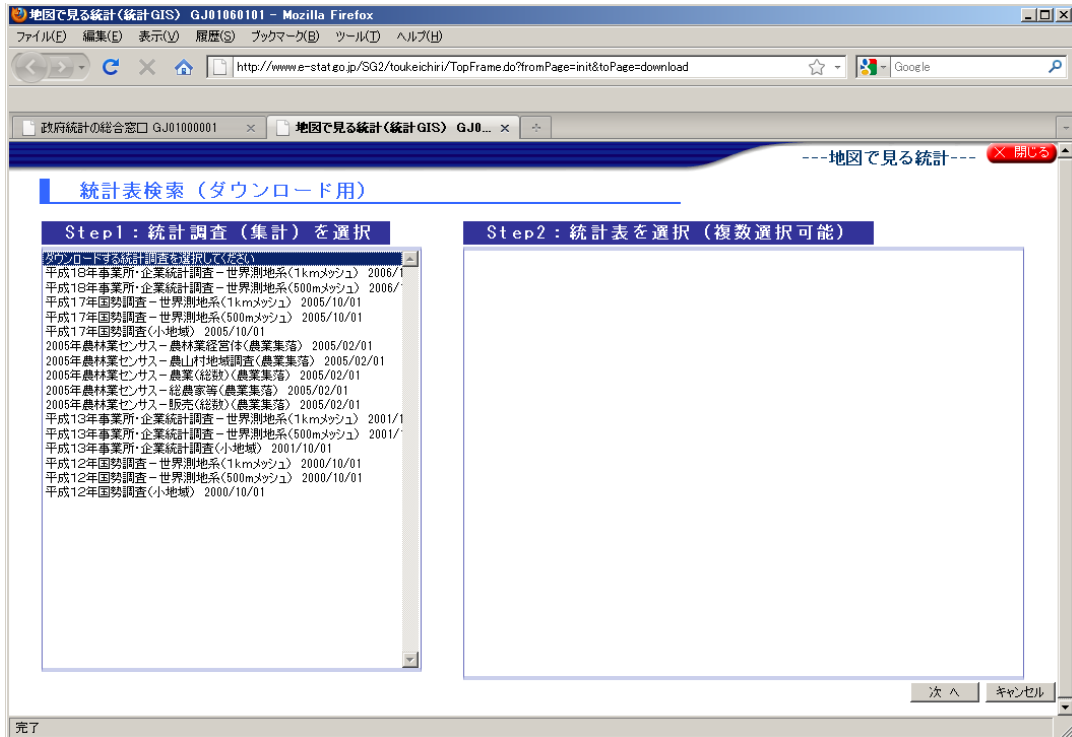 地図で見る統計(統計GIS) GJ01060101 - Mozilla Firefox
ファイル(F) 編集(E) 表示(V) 履歴(S) ブックマーク(B) ツール(T) ヘルプ(H)
http://www.e-stat.go.jp/SG2/toukeichiri/TopFrame.do?fromPage=init&toPage=download
Google
政府統計の総合窓口 GJ01000001
地図で見る統計(統計GIS) GJ0...
---地図で見る統計---
閉じる
統計表検索(ダウンロード用)
Step1:統計調査(集計)を選択
Step2:統計表を選択(複数選択可能)
ダウンロードする統計調査を選択してください
平成18年事業所・企業統計調査-世界測地系(1kmメッシュ) 2006/1
平成18年事業所・企業統計調査-世界測地系(500mメッシュ) 2006/
平成17年国勢調査-世界測地系(1kmメッシュ) 2005/10/01
平成17年国勢調査-世界測地系(500mメッシュ) 2005/10/01
平成17年国勢調査(小地域) 2005/10/01
2005年農林業センサス-農林業経営体(農業集落) 2005/02/01
2005年農林業センサス-農山村地域調査(農業集落) 2005/02/01
2005年農林業センサス-農業(総数)(農業集落) 2005/02/01
2005年農林業センサス-総農家等(農業集落) 2005/02/01
2005年農林業センサス-販売(総数)(農業集落) 2005/02/01
平成13年事業所・企業統計調査-世界測地系(1kmメッシュ) 2001/1
平成13年事業所・企業統計調査-世界測地系(500mメッシュ) 2001/
平成13年事業所・企業統計調査(小地域) 2001/10/01
平成12年国勢調査-世界測地系(1kmメッシュ) 2000/10/01
平成12年国勢調査-世界測地系(500mメッシュ) 2000/10/01
平成12年国勢調査(小地域) 2000/10/01
次 へ
キャンセル
完了